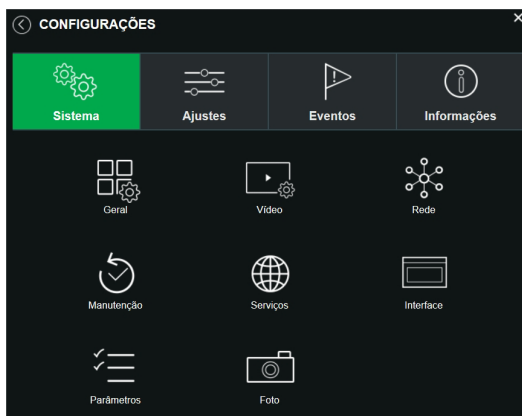 CONFIGURAÇÕES
Sistema
Ajustes
Eventos
Informações
Geral
Vídeo
Rede
Manutenção
Serviços
Interface
Parâmetros
Foto